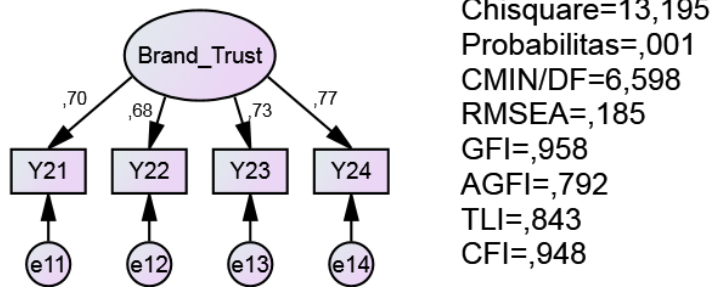 Brand_Trust
,70
,68
,73
,77
Y21
Y22
Y23
Y24
e11
e12
e13
e14
Chisquare=13,195
Probabilitas=,001
CMIN/DF=6,598
RMSEA=,185
GFI=,958
AGFI=,792
TLI=,843
CFI=,948